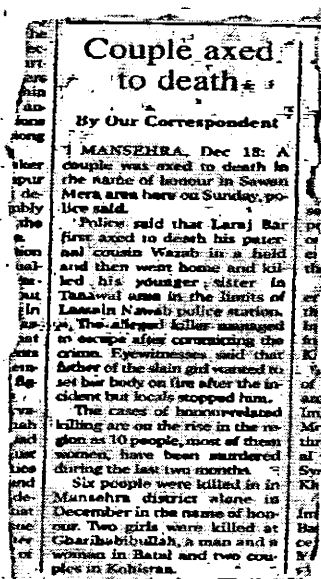 Couple axed
to death
By Our Correspondent
MANSEHRA, Dec 18: A
couple was axed to death in
the name of honour in Sawan
Mera area here on Sunday, po-
lice said.
Police said that Laraj Bar
first axed to death his pater-
nal cousin Wazab in a field
and then went home and kil-
led his younger sister in
Tanawal area in the limits of
Lassain Nawab police station.
The alleged killer managed
to escape after committing the
crime. Eyewitnesses said that
father of the slain girl wanted to
set her body on fire after the in-
cident but locals stopped him.
The cases of honour-related
killing are on the rise in the re-
gion as 10 people, most of them
women, have been murdered
during the last two months.
Six people were killed in in
Mansehra district alone in
December in the name of hon-
our. Two girls were killed at
Gharihabibullah, a man and a
woman in Batal and two cou-
ples in Kohistan.